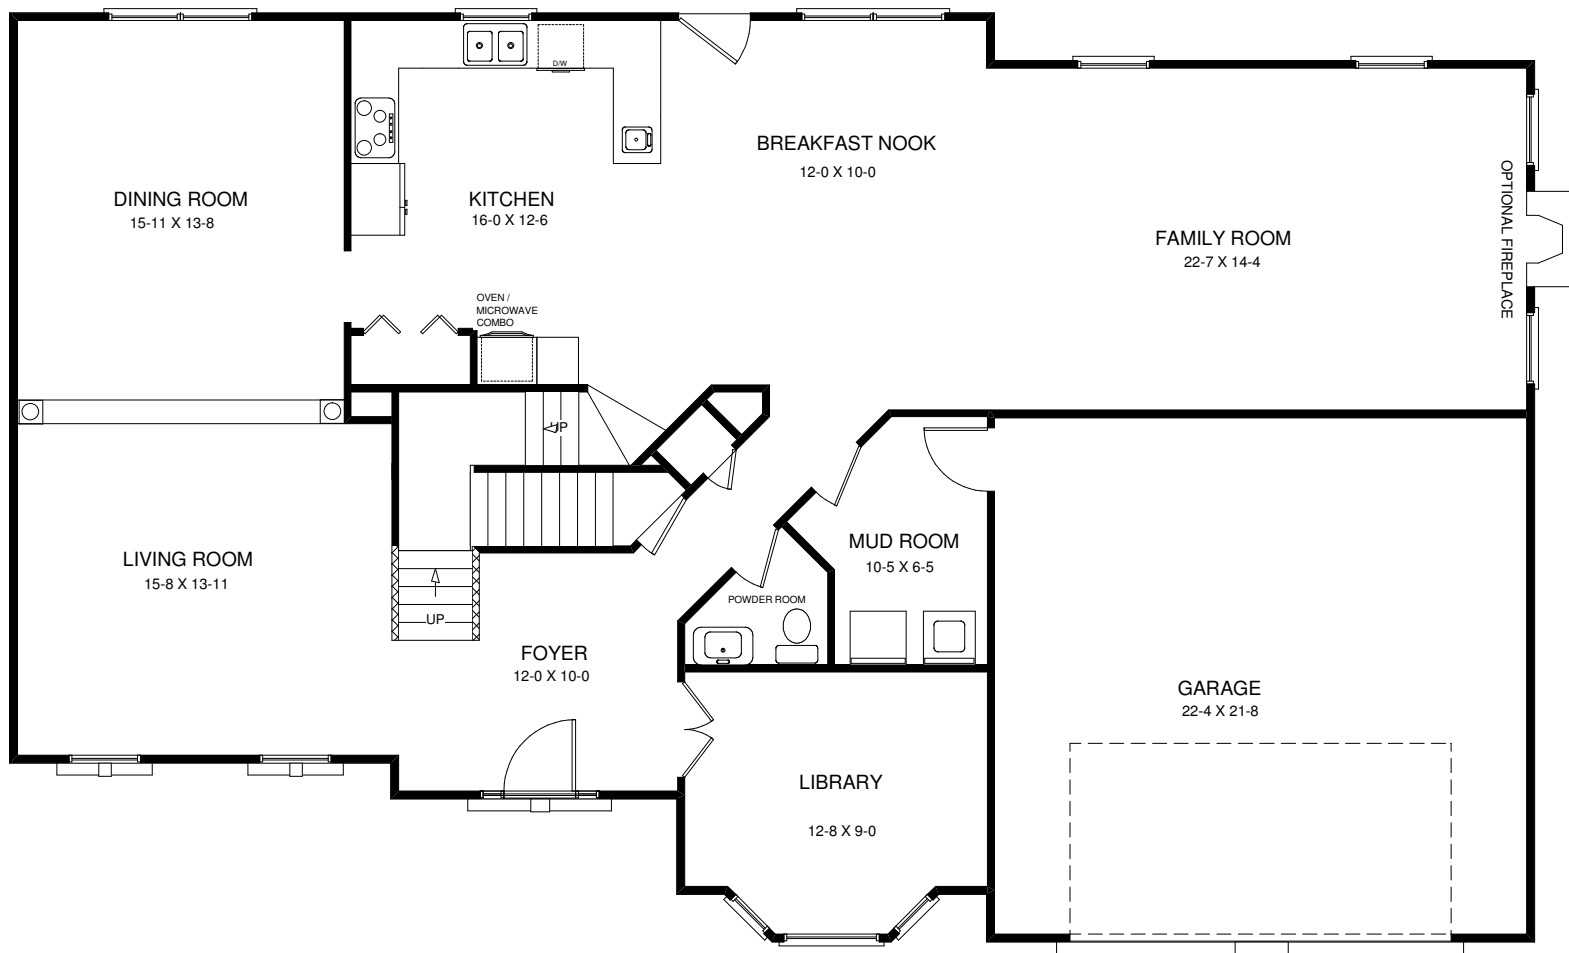 D/W
BREAKFAST NOOK
12-0 X 10-0
DINING ROOM
15-11 X 13-8
KITCHEN
16-0 X 12-6
OPTIONAL FIREPLACE
FAMILY ROOM
22-7 X 14-4
OVEN /
MICROWAVE
COMBO
UP
LIVING ROOM
15-8 X 13-11
MUD ROOM
10-5 X 6-5
POWDER ROOM
UP
FOYER
12-0 X 10-0
GARAGE
22-4 X 21-8
LIBRARY
12-8 X 9-0